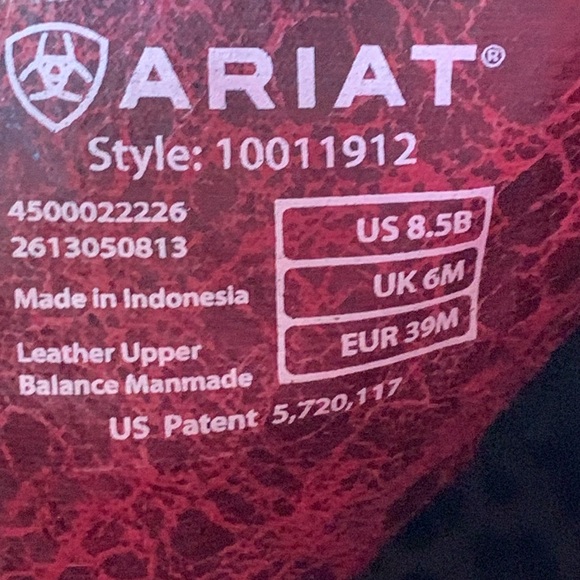 ARIAT®
Style: 10011912
4500022226
2613050813
Made in Indonesia
Leather Upper
Balance Manmade
US 8.5B
UK 6M
EUR 39M
US Patent 5,720,117